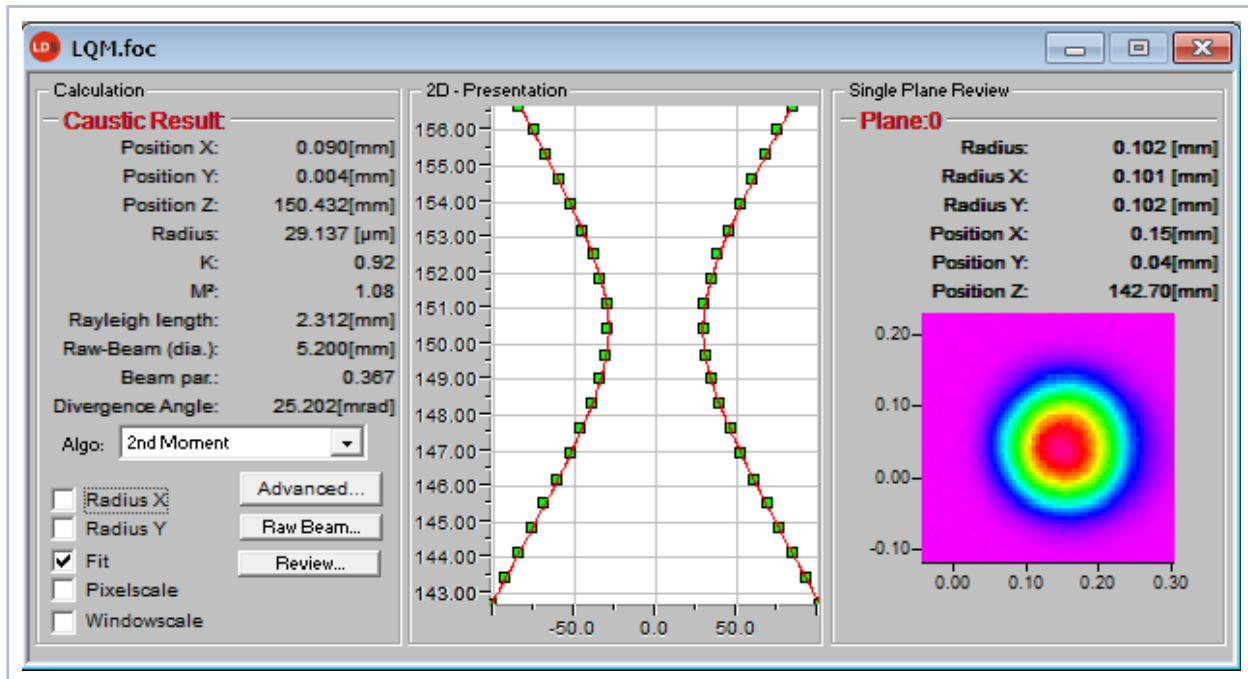 LDS LQM.foc
Calculation
Caustic Result:
Position X: 0.090[mm]
Position Y: 0.004[mm]
Position Z: 150.432[mm]
Radius: 29.137 [µm]
K: 0.92
M²: 1.08
Rayleigh length: 2.312[mm]
Raw-Beam (dia.): 5.200[mm]
Beam par.: 0.367
Divergence Angle: 25.202[mrad]
Algo: 2nd Moment
Radius X
Advanced...
Radius Y
Raw Beam...
Fit
Review...
Pixelscale
Windowscale
2D - Presentation
156.00
155.00
154.00
153.00
152.00
151.00
150.00
149.00
148.00
147.00
146.00
145.00
144.00
143.00
-50.0 0.0 50.0
Single Plane Review
Plane:0
Radius: 0.102 [mm]
Radius X: 0.101 [mm]
Radius Y: 0.102 [mm]
Position X: 0.15[mm]
Position Y: 0.04[mm]
Position Z: 142.70[mm]
0.20
0.10
0.00
-0.10
0.00 0.10 0.20 0.30